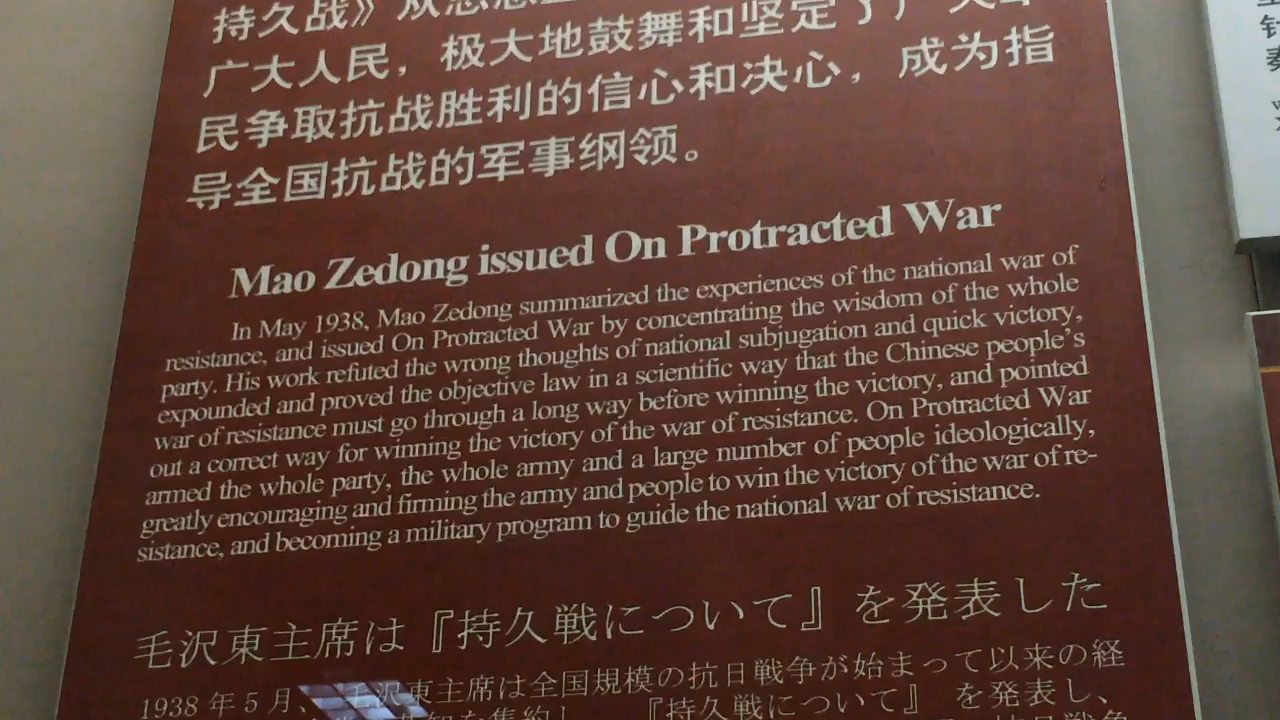 持久战》从思想上
广大人民，极大地鼓舞和坚定了广大军
民争取抗战胜利的信心和决心，成为指
导全国抗战的军事纲领。
Mao Zedong issued On Protracted War
In May 1938, Mao Zedong summarized the experiences of the national war of
resistance, and issued On Protracted War by concentrating the wisdom of the whole
party. His work refuted the wrong thoughts of national subjugation and quick victory,
expounded and proved the objective law in a scientific way that the Chinese people's
war of resistance must go through a long way before winning the victory, and pointed
out a correct way for winning the victory of the war of resistance. On Protracted War
armed the whole party, the whole army and a large number of people ideologically,
greatly encouraging and firming the army and people to win the victory of the war of re-
sistance, and becoming a military program to guide the national war of resistance.
毛沢東主席は『持久戦について』を発表した
1938年5月、毛沢東主席は全国規模の抗日戦争が始まって以来の経
を集約し、『持久戦について』を発表し、